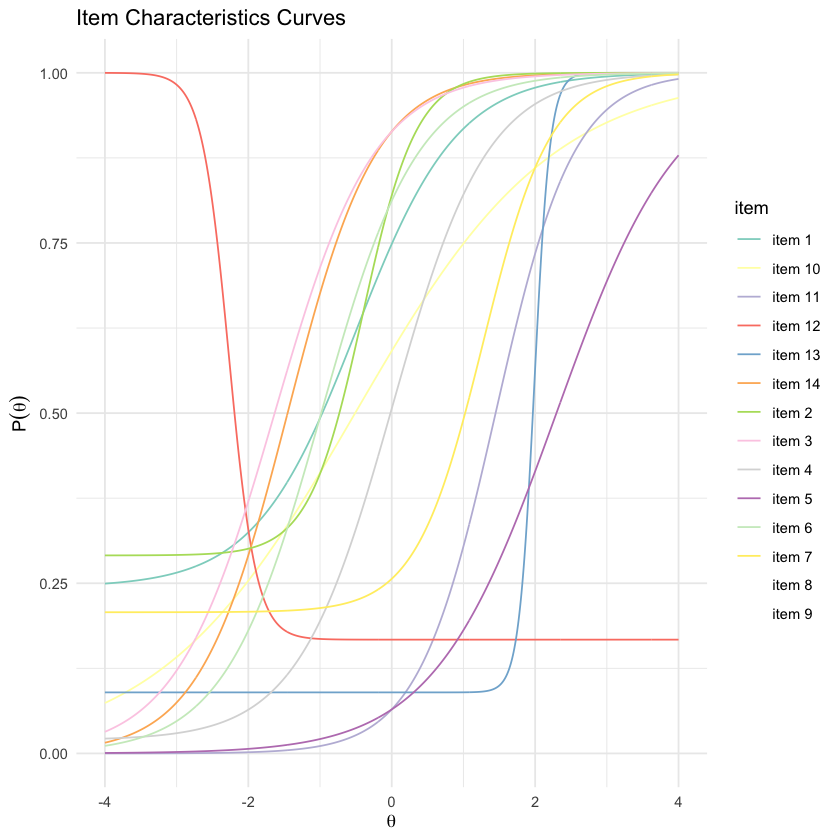 Item Characteristics Curves
1.00
0.75
0.50
0.25
0.00
P(θ)
-4 -2 0 2 4
θ
item
item 1
item 10
item 11
item 12
item 13
item 14
item 2
item 3
item 4
item 5
item 6
item 7
item 8
item 9